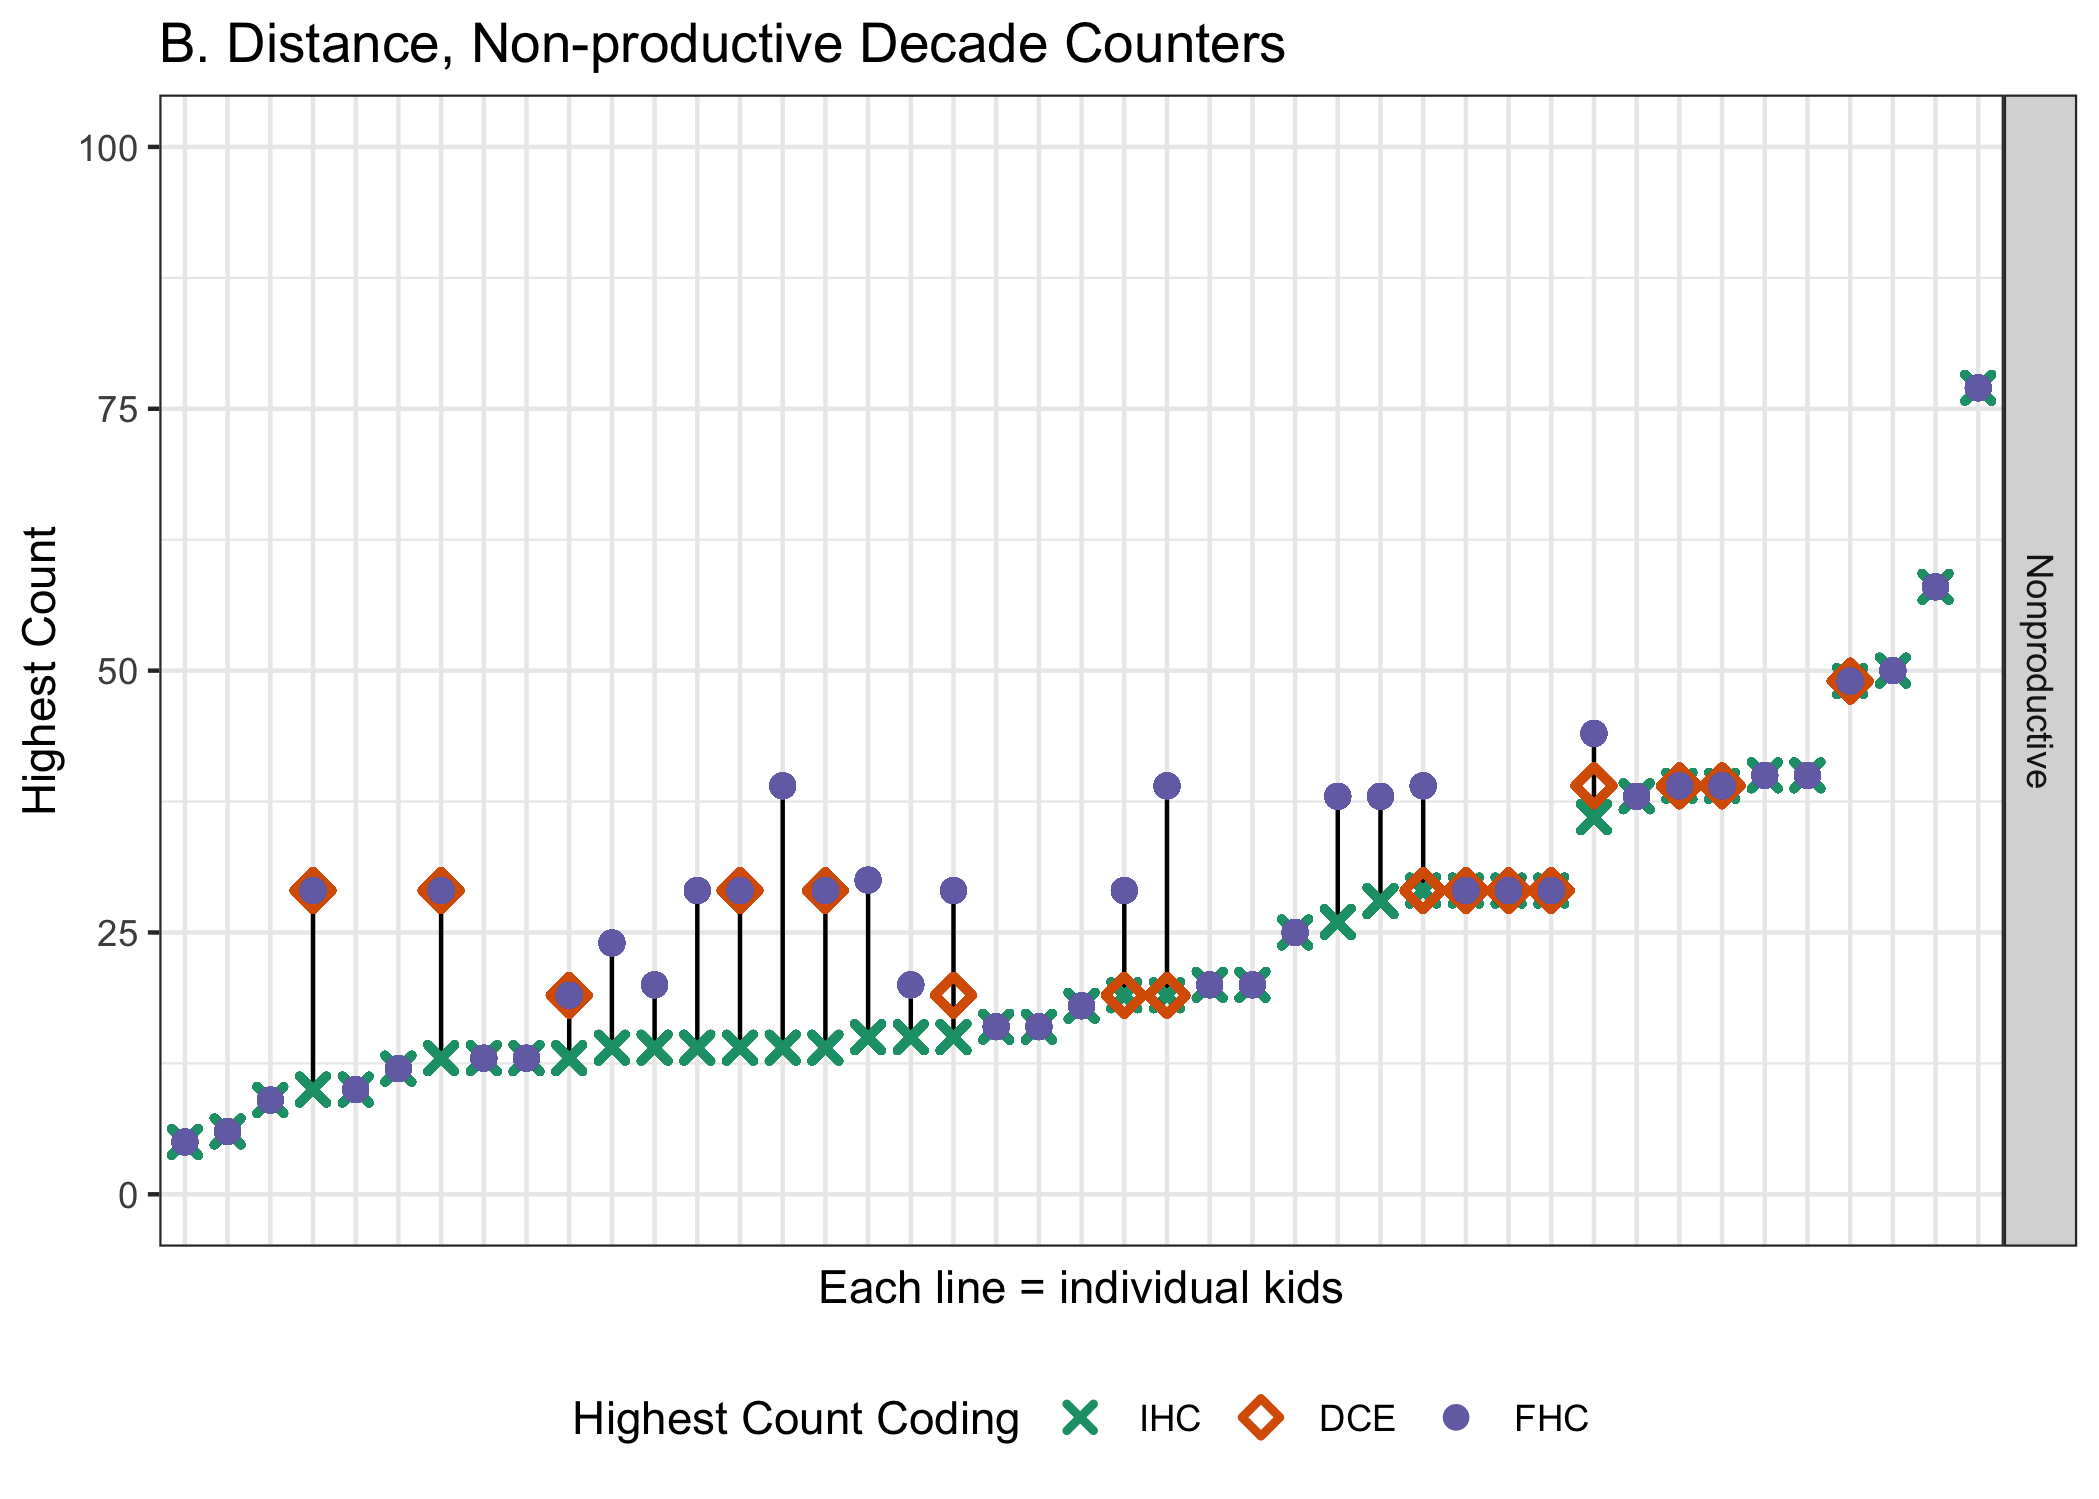 B. Distance, Non-productive Decade Counters
100
75
50
25
0
Highest Count
Nonproductive
Each line = individual kids
Highest Count Coding IHC DCE FHC